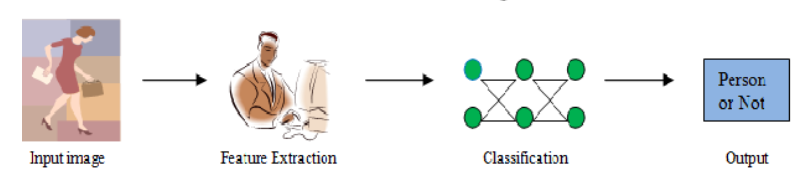 Person
or Not
Input image
Feature Extraction
Classification
Output